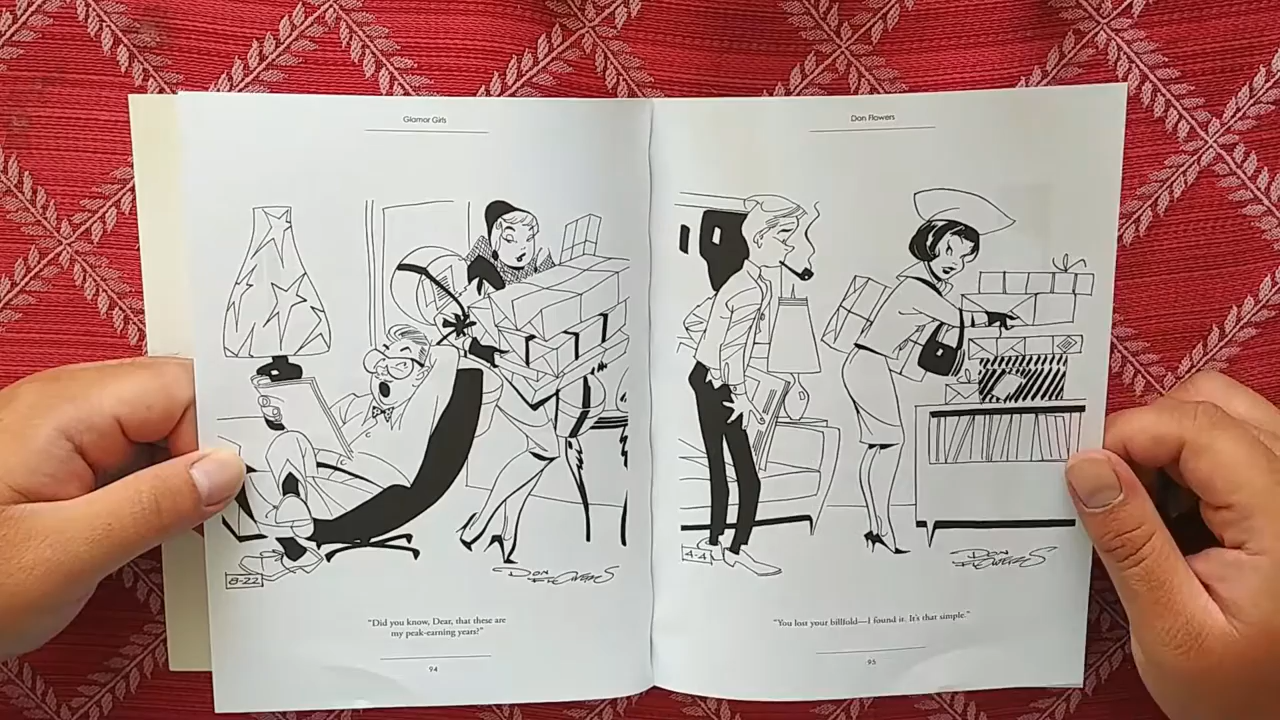 Glamor Girls
8-22
DON FLOWERS
"Did you know, Dear, that these are
my peak-earning years?"
94
Don Flowers
4-4
DON FLOWERS
"You lost your billfold—I found it. It's that simple."
95